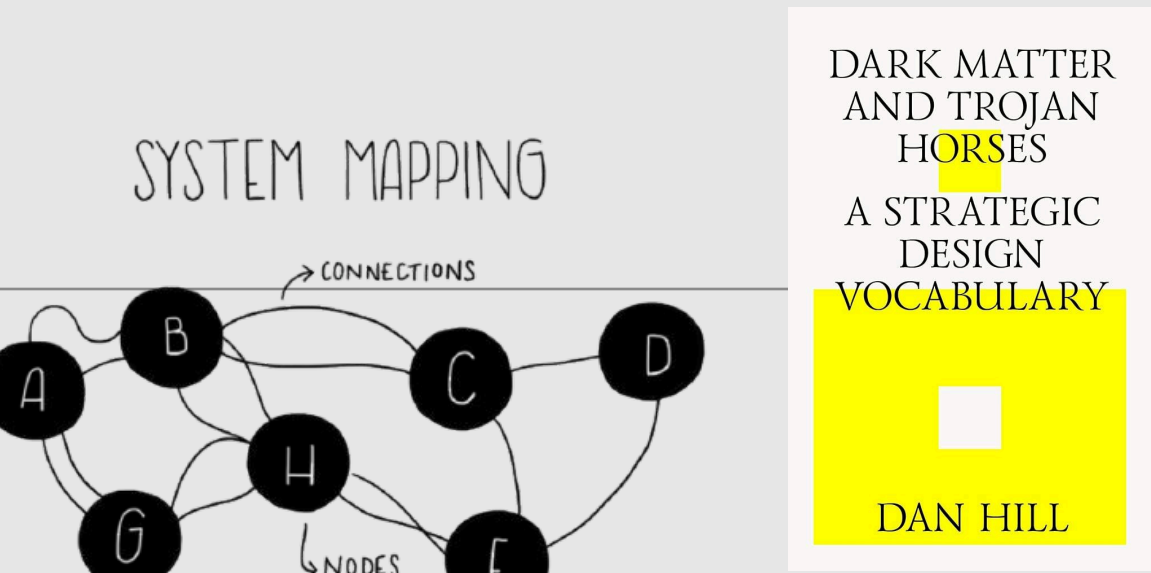 SYSTEM MAPPING
CONNECTIONS
B
A
C
D
H
G
NODES
DARK MATTER
AND TROJAN
HORSES
A STRATEGIC
DESIGN
VOCABULARY
DAN HILL